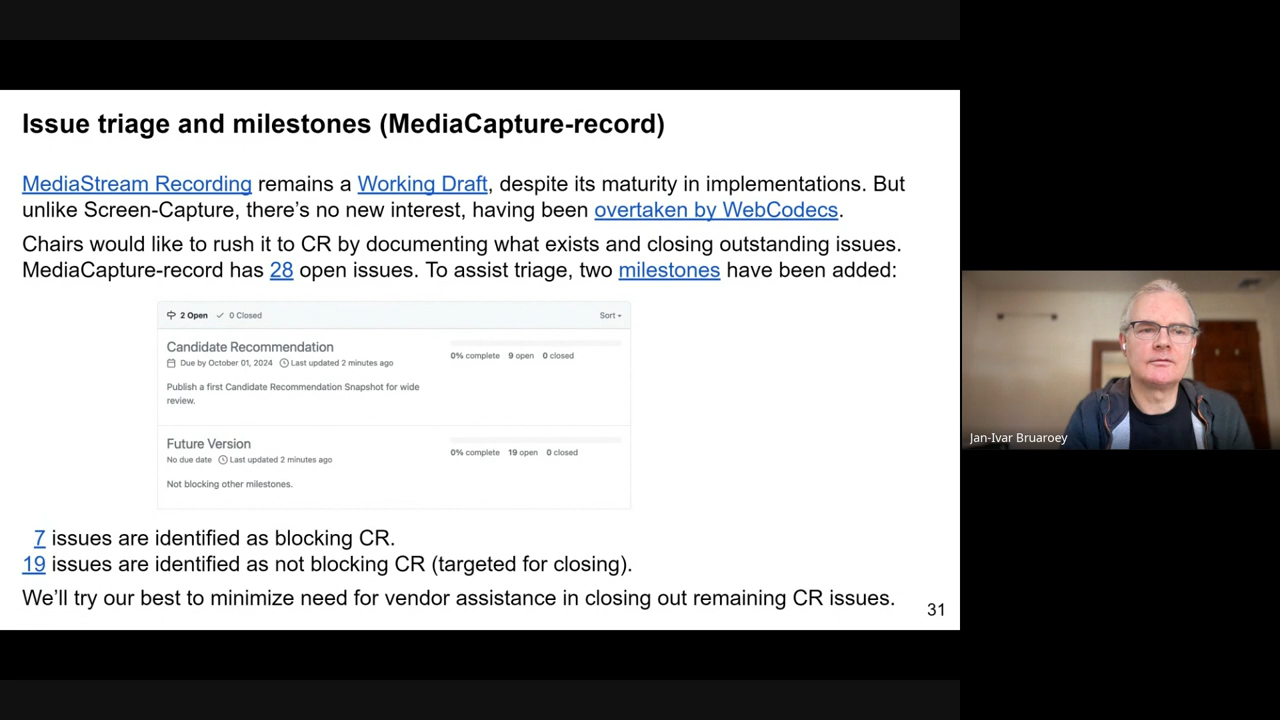 Issue triage and milestones (MediaCapture-record)
MediaStream Recording remains a Working Draft, despite its maturity in implementations. But
unlike Screen-Capture, there’s no new interest, having been overtaken by WebCodecs.
Chairs would like to rush it to CR by documenting what exists and closing outstanding issues.
MediaCapture-record has 28 open issues. To assist triage, two milestones have been added:
2 Open 0 Closed Sort
Candidate Recommendation
Due by October 01, 2024 Last updated 2 minutes ago
0% complete 9 open 0 closed
Publish a first Candidate Recommendation Snapshot for wide
review.
Future Version
No due date Last updated 2 minutes ago
0% complete 19 open 0 closed
Not blocking other milestones.
7 issues are identified as blocking CR.
19 issues are identified as not blocking CR (targeted for closing).
We’ll try our best to minimize need for vendor assistance in closing out remaining CR issues.
31
Jan-Ivar Bruaroey